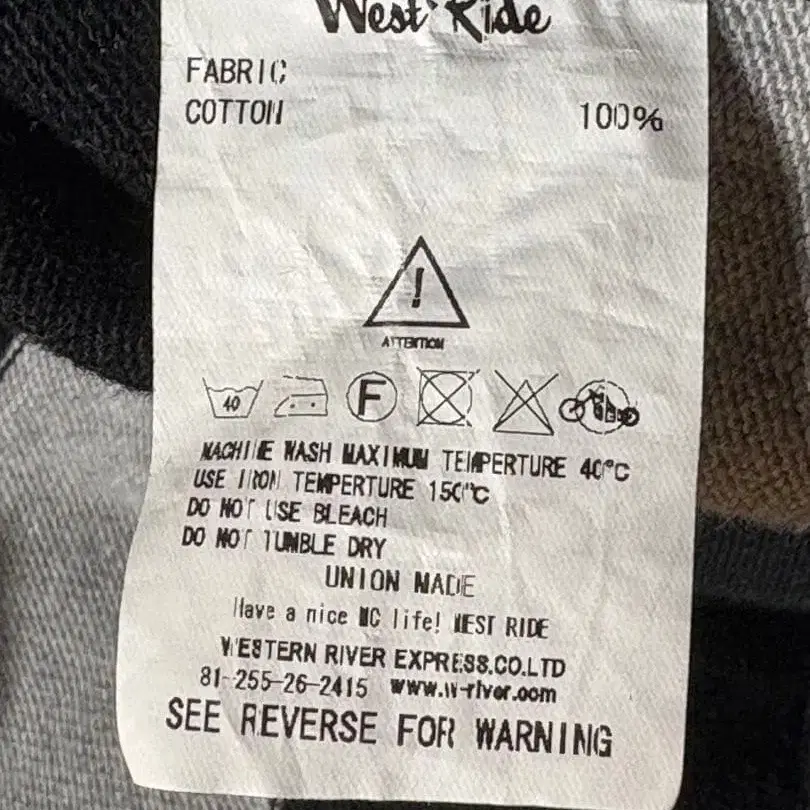 West Ride
FABRIC
COTTON 100%
!
ATTENTION
40
F
MACHINE WASH MAXIMUM TEMPERTURE 40°C
USE IRON TEMPERTURE 150°C
DO NOT USE BLEACH
DO NOT TUMBLE DRY
UNION MADE
Have a nice MC life! WEST RIDE
WESTERN RIVER EXPRESS.CO.LTD
81-255-26-2415 www.w-river.com
SEE REVERSE FOR WARNING